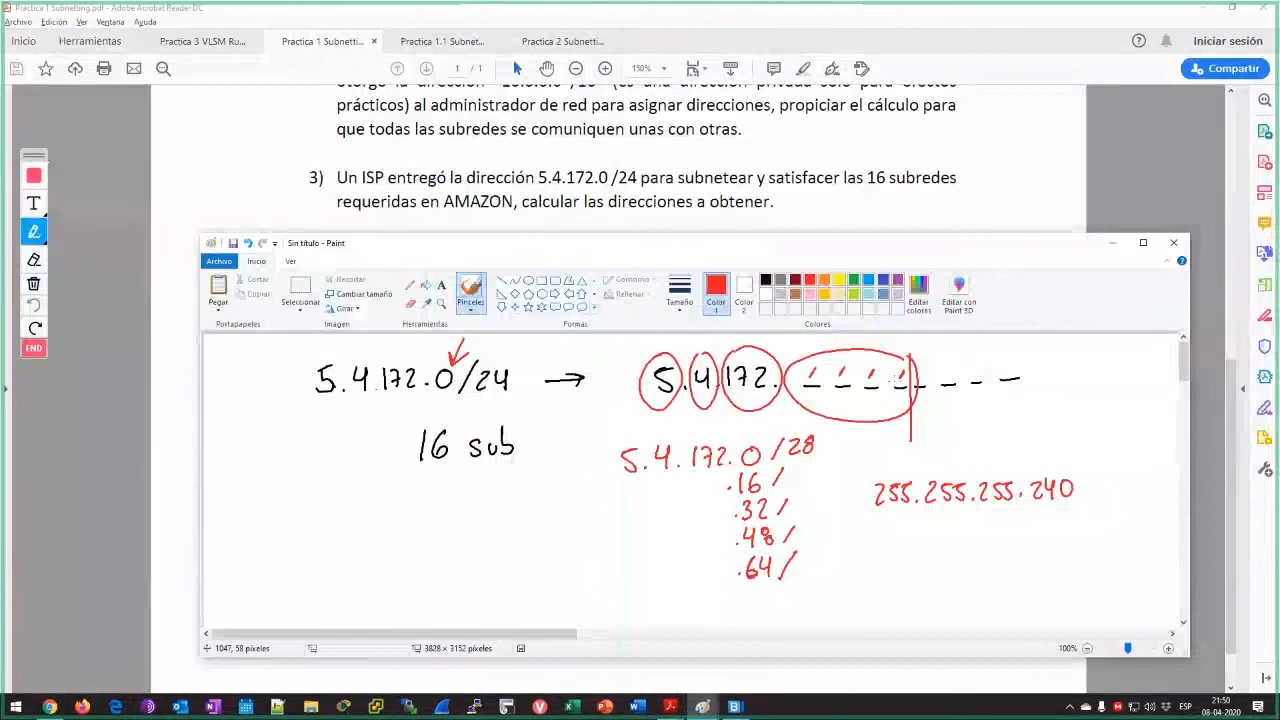 Practica 1 Subnetting.pdf - Adobe Acrobat Reader DC
Archivo Edición Ver Ventana Ayuda
Inicio Herramientas Practica 3 VLSM Ru... Practica 1 Subnetti... × Practica 1.1 Subnet... Practica 2 Subnetti... Iniciar sesión
1 / 1 150% Compartir
prácticos) al administrador de red para asignar direcciones, propiciar el cálculo para
que todas las subredes se comuniquen unas con otras.
3) Un ISP entregó la dirección 5.4.172.0 /24 para subnetear y satisfacer las 16 subredes
requeridas en AMAZON, calcular las direcciones a obtener.
T
END
Sin título - Paint
Archivo Inicio Ver
Pegar
Cortar
Copiar
Portapapeles
Seleccionar
Recortar
Cambiar tamaño
Girar
Imagen
A
Herramientas
Pinceles
Contorno
Rellenar
Formas
Tamaño
Color 1
Color 2
Editar colores
Editar con Paint 3D
Colores
5.4.172.0/24 → 5.4.172. _ _ _ _ _ _ _ _
16 sub
5.4.172.0/28
.16/
.32/
.48/
.64/
255.255.255.240
1047, 58 píxeles 3828 × 3152 píxeles 100%
ESP
21:50
08-04-2020